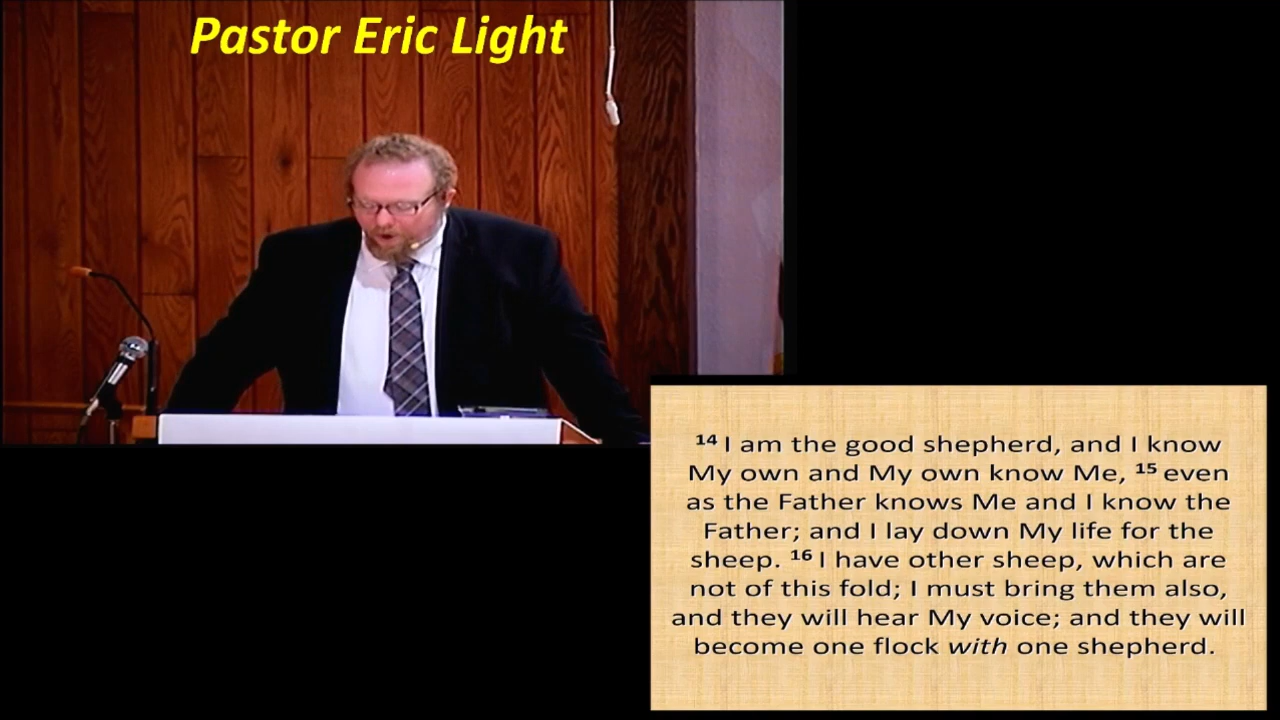 Pastor Eric Light
14 I am the good shepherd, and I know
My own and My own know Me, 15 even
as the Father knows Me and I know the
Father; and I lay down My life for the
sheep. 16 I have other sheep, which are
not of this fold; I must bring them also,
and they will hear My voice; and they will
become one flock with one shepherd.